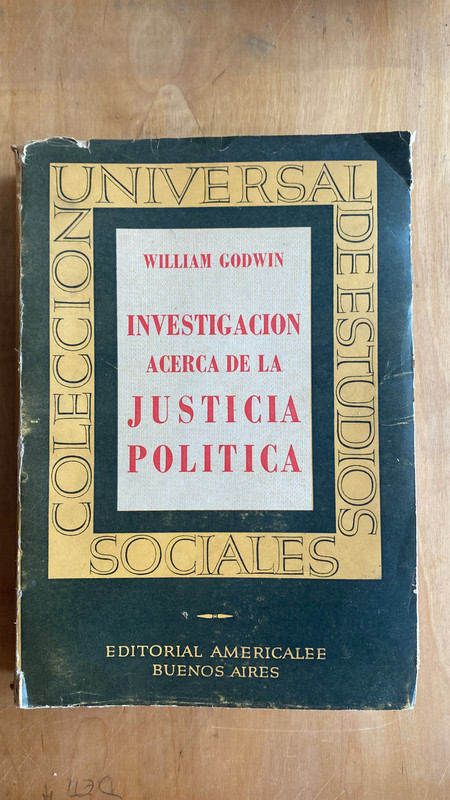 COLECCION
UNIVERSAL
DE ESTUDIOS
SOCIALES
WILLIAM GODWIN
INVESTIGACION
ACERCA DE LA
JUSTICIA
POLITICA
EDITORIAL AMERICALEE
BUENOS AIRES